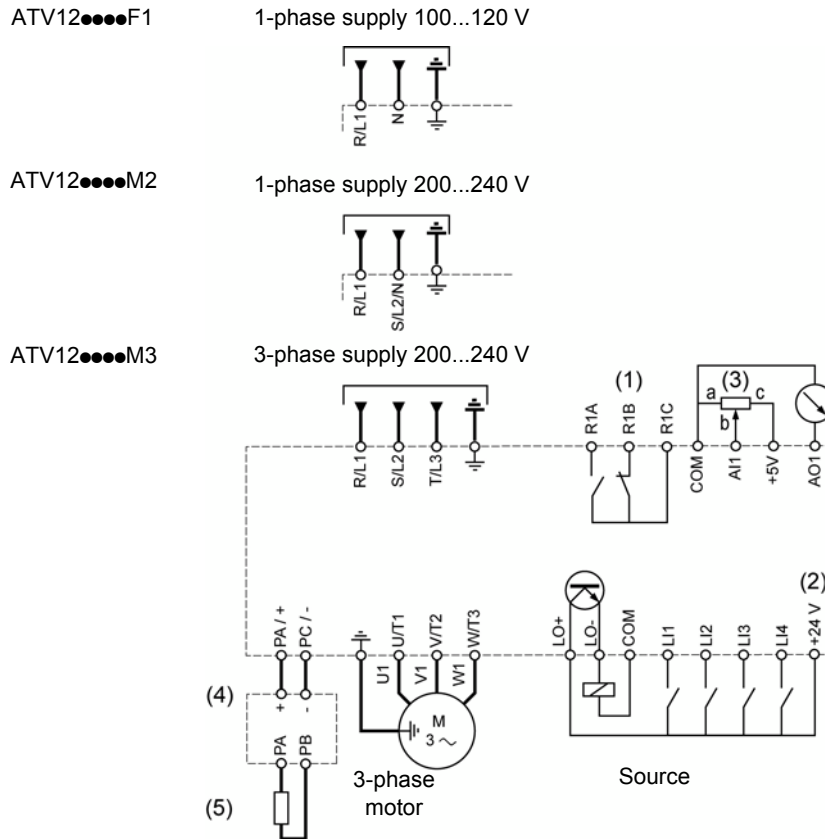 ATV12●●●●F1 1-phase supply 100...120 V
R/L1 N
ATV12●●●●M2 1-phase supply 200...240 V
R/L1 S/L2/N
ATV12●●●●M3 3-phase supply 200...240 V
(1) (3)
a c
b
R1A R1B R1C
R/L1 S/L2 T/L3 COM AI1 +5V AO1
(2)
PA / + PC / - U/T1 V/T2 W/T3 LO+ LO- COM LI1 LI2 LI3 LI4 +24 V
U1 V1 W1
(4) + -
M
3 ~
PA PB
3-phase Source
motor
(5)